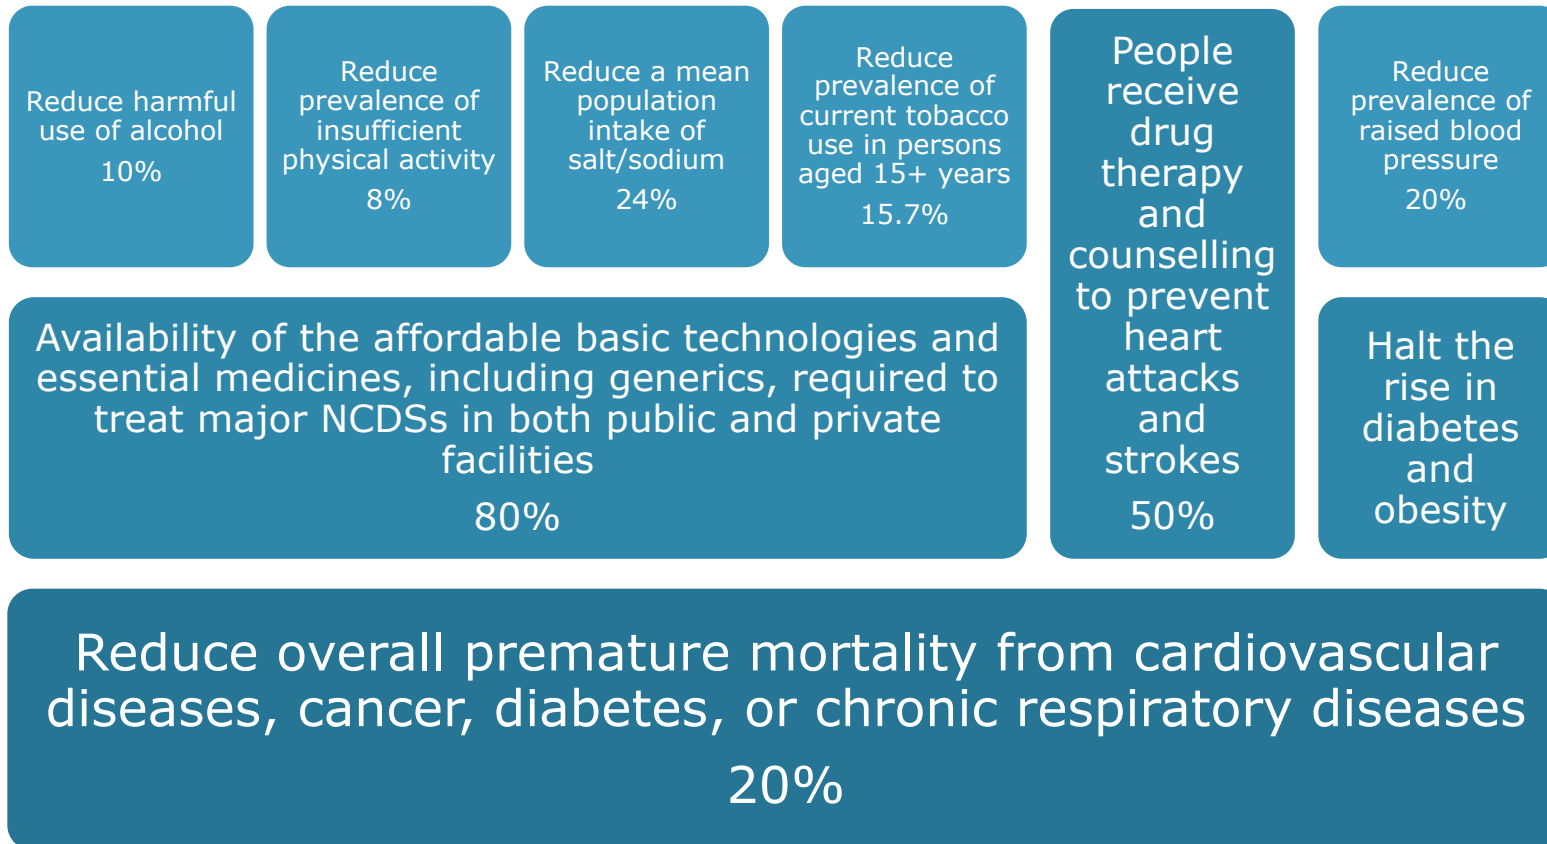 Reduce harmful
use of alcohol
10%
Reduce
prevalence of
insufficient
physical activity
8%
Reduce a mean
population
intake of
salt/sodium
24%
Reduce
prevalence of
current tobacco
use in persons
aged 15+ years
15.7%
People
receive
drug
therapy
and
counselling
to prevent
heart
attacks
and
strokes
50%
Reduce
prevalence of
raised blood
pressure
20%
Availability of the affordable basic technologies and
essential medicines, including generics, required to
treat major NCDSs in both public and private
facilities
80%
Halt the
rise in
diabetes
and
obesity
Reduce overall premature mortality from cardiovascular
diseases, cancer, diabetes, or chronic respiratory diseases
20%